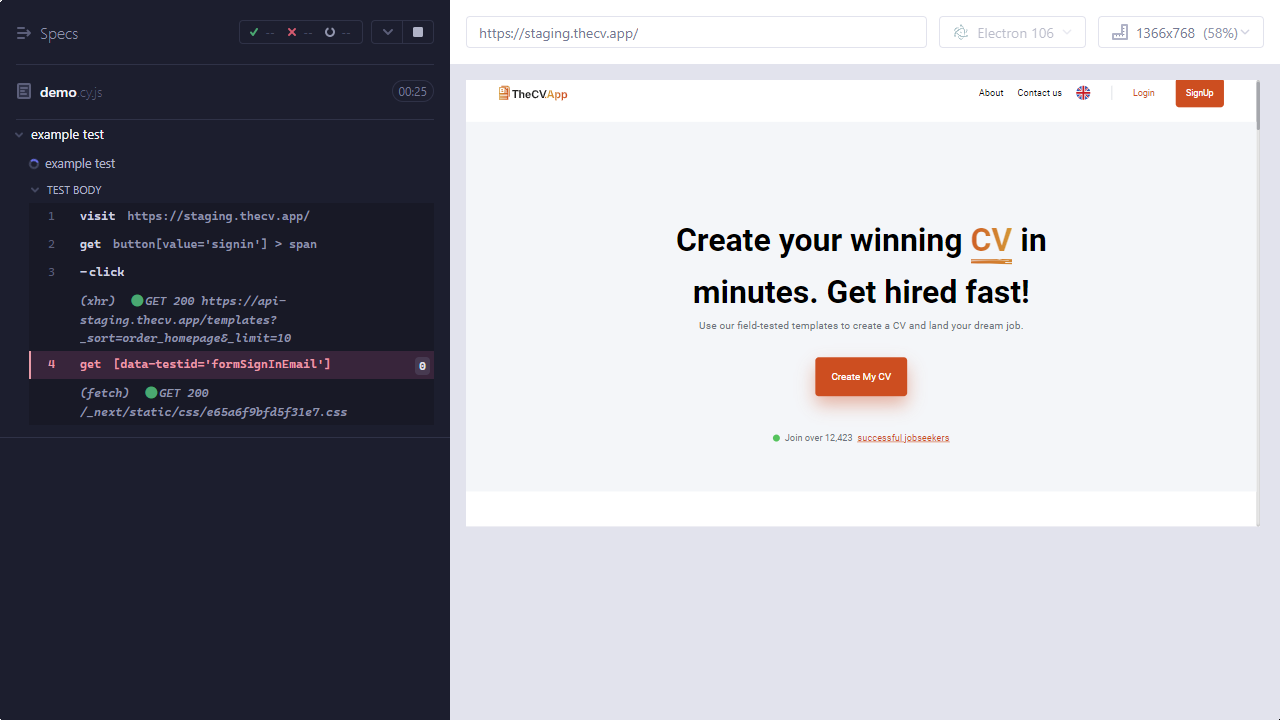 Specs
--
--
--
demo.cy.js
00:25
example test
example test
TEST BODY
1 visit https://staging.thecv.app/
2 get button[value='signin'] > span
3 -click
(xhr) GET 200 https://api-
staging.thecv.app/templates?
_sort=order_homepage&_limit=10
4 get [data-testid='formSignInEmail'] 0
(fetch) GET 200
/_next/static/css/e65a6f9bfd5f31e7.css
https://staging.thecv.app/
Electron 106
1366x768 (58%)
TheCV.App
About
Contact us
Login
SignUp
Create your winning CV in
minutes. Get hired fast!
Use our field-tested templates to create a CV and land your dream job.
Create My CV
Join over 12,423 successful jobseekers